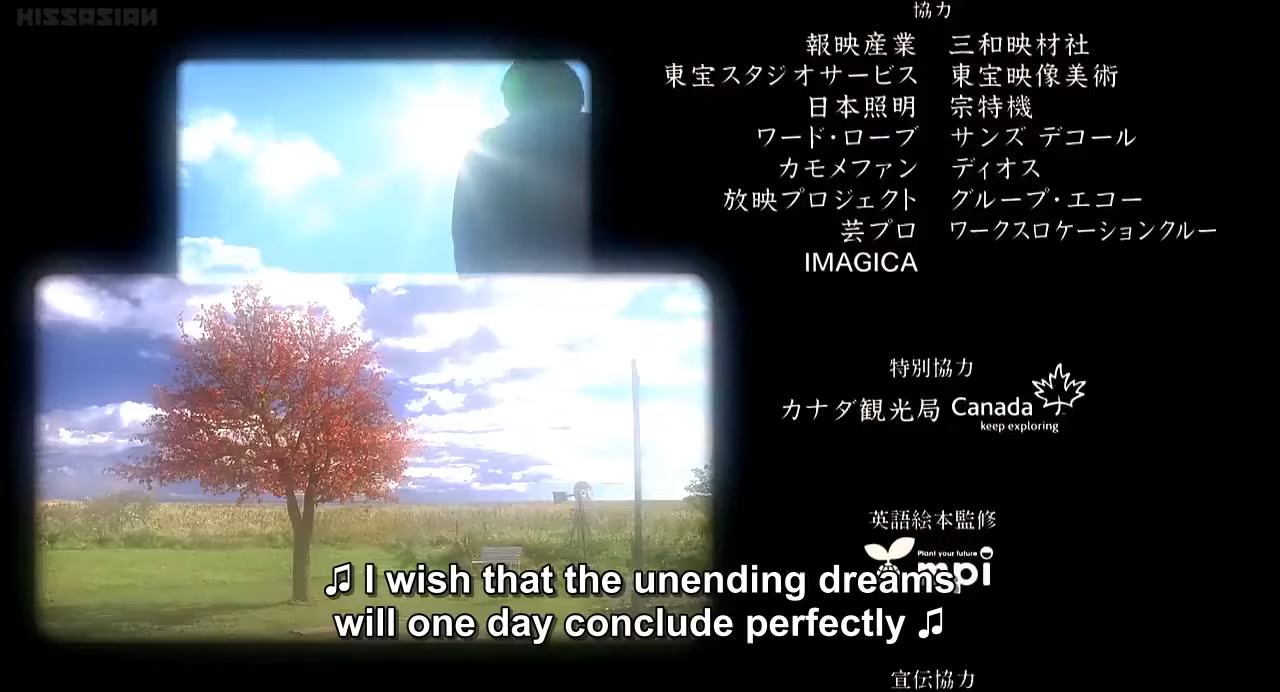 KISSASIAN
協力
報映産業 三和映材社
東宝スタジオサービス 東宝映像美術
日本照明 宗特機
ワード・ローブ サンズ デコール
カモメファン ディオス
放映プロジェクト グループ・エコー
芸プロ ワークスロケーションクルー
IMAGICA
特別協力
カナダ観光局 Canada
keep exploring
英語絵本監修
Plant your future
mpi
♫ I wish that the unending dreams,
will one day conclude perfectly ♫
宣伝協力